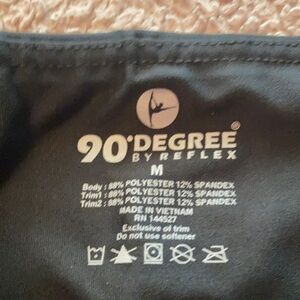 90°DEGREE®
BY REFLEX
M
Body : 88% POLYESTER 12% SPANDEX
Trim1 : 88% POLYESTER 12% SPANDEX
Trim2 : 88% POLYESTER 12% SPANDEX
MADE IN VIETNAM
RN 144527
Exclusive of trim
Do not use softener